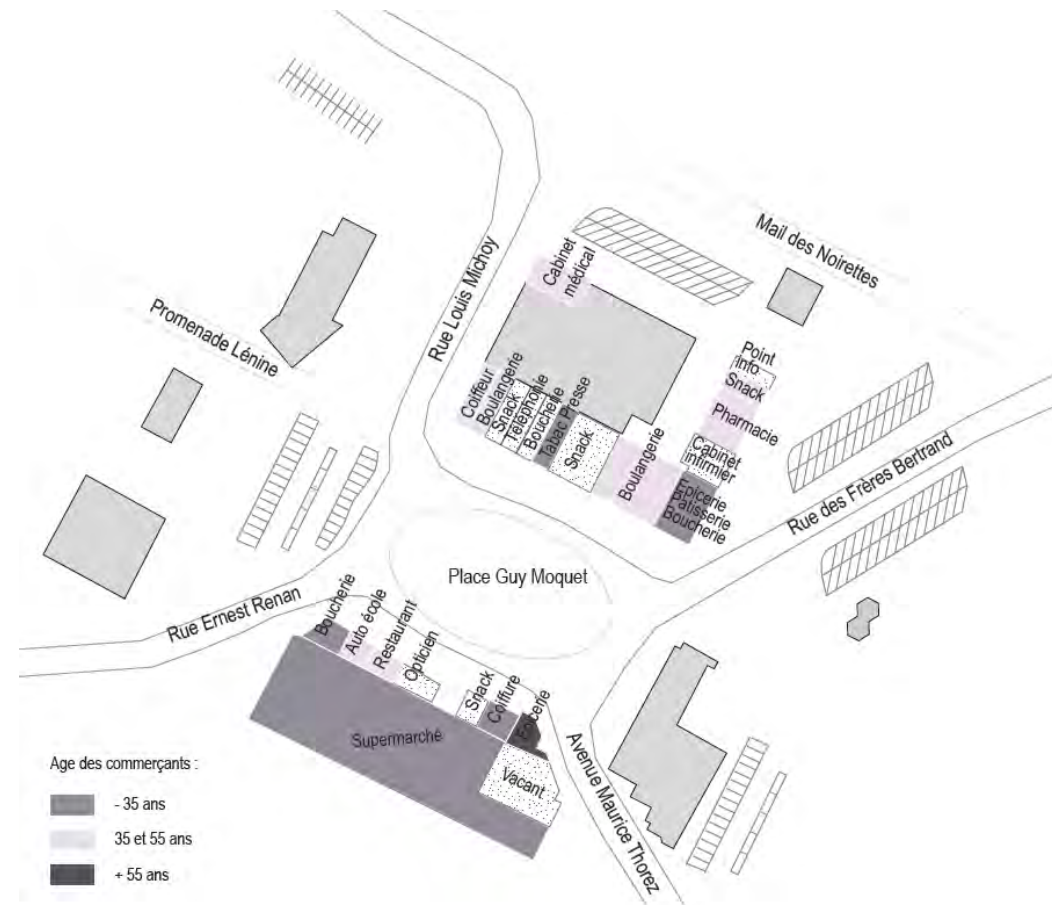 Mail des Noirettes
Rue Louis Michoy
Cabinet
médical
Promenade Lénine
Point
info
Snack
Pharmacie
Cabinet
infirmier
Coiffeur
Boulangerie
Snack
Téléphonie
Boucherie
Tabac Presse
Snack
Boulangerie
Epicerie
Patisserie
Boucherie
Rue des Frères Bertrand
Place Guy Moquet
Rue Ernest Renan
Boucherie
Auto école
Restaurant
Opticien
Snack
Coiffure
Epicerie
Supermarché
Vacant
Avenue Maurice Thorez
Age des commerçants :
- 35 ans
35 et 55 ans
+ 55 ans